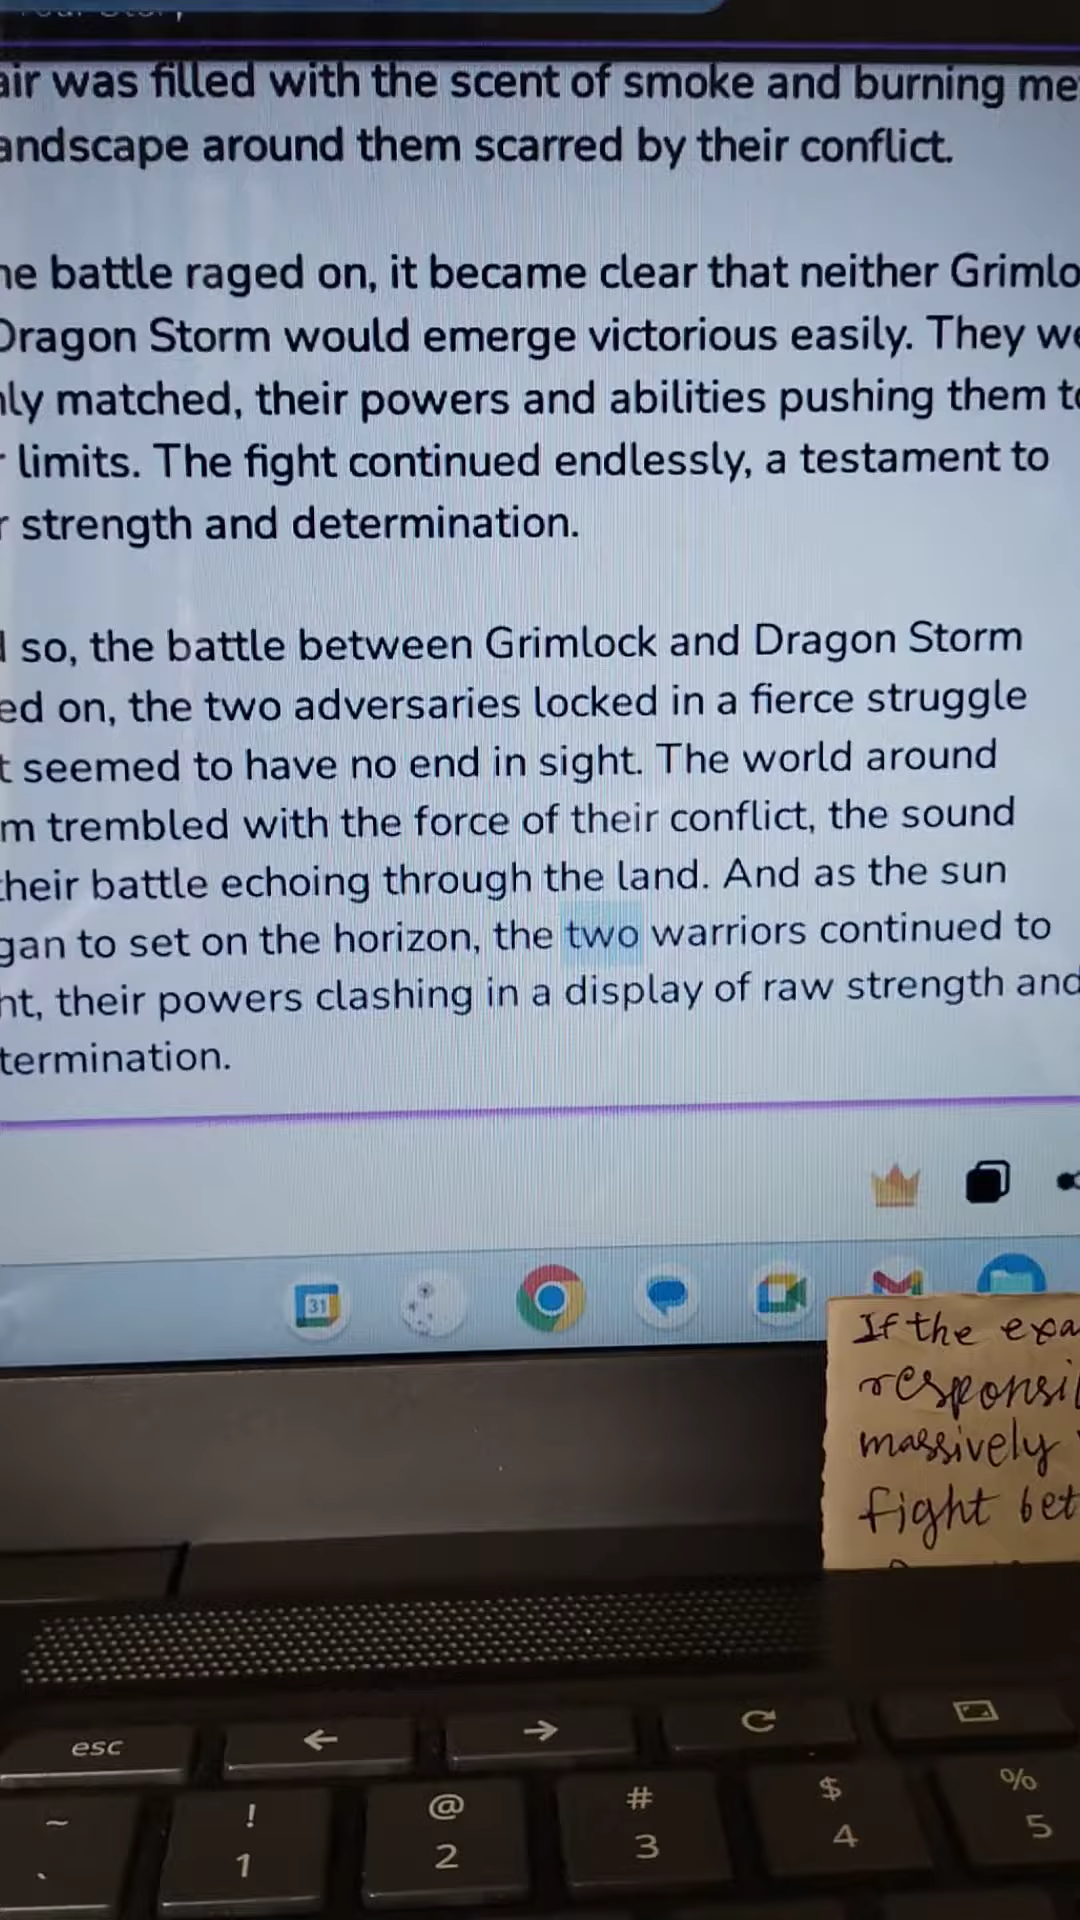 air was filled with the scent of smoke and burning me
andscape around them scarred by their conflict.
he battle raged on, it became clear that neither Grimlo
Dragon Storm would emerge victorious easily. They we
nly matched, their powers and abilities pushing them to
limits. The fight continued endlessly, a testament to
r strength and determination.
d so, the battle between Grimlock and Dragon Storm
ed on, the two adversaries locked in a fierce struggle
t seemed to have no end in sight. The world around
m trembled with the force of their conflict, the sound
their battle echoing through the land. And as the sun
gan to set on the horizon, the two warriors continued to
ht, their powers clashing in a display of raw strength and
termination.
31
If the exa
responsi
massively
fight bet
esc
~ ! @ # $ %
` 1 2 3 4 5